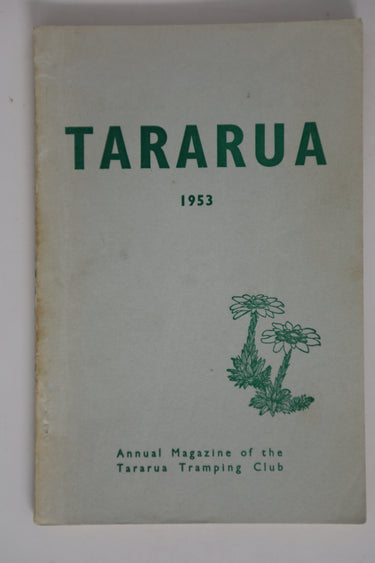 TARARUA
1953
Annual Magazine of the
Tararua Tramping Club